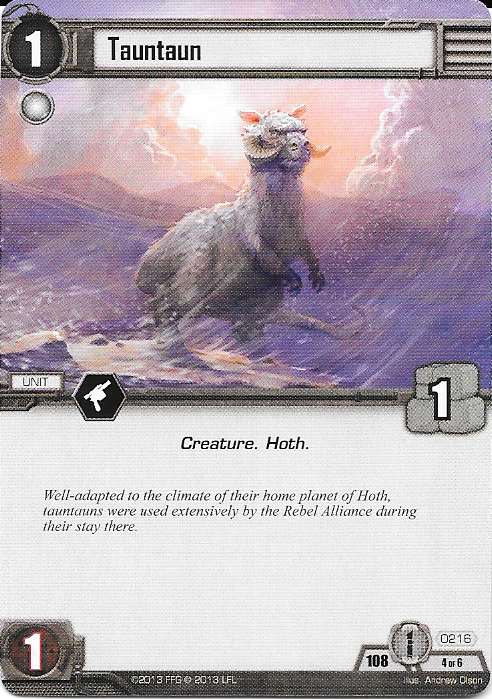 1
Tauntaun
UNIT
1
Creature. Hoth.
Well-adapted to the climate of their home planet of Hoth,
tauntauns were used extensively by the Rebel Alliance during
their stay there.
1
0216
108
4 of 6
©2013 FFG © 2013 LFL
Illus. Andrew Olson